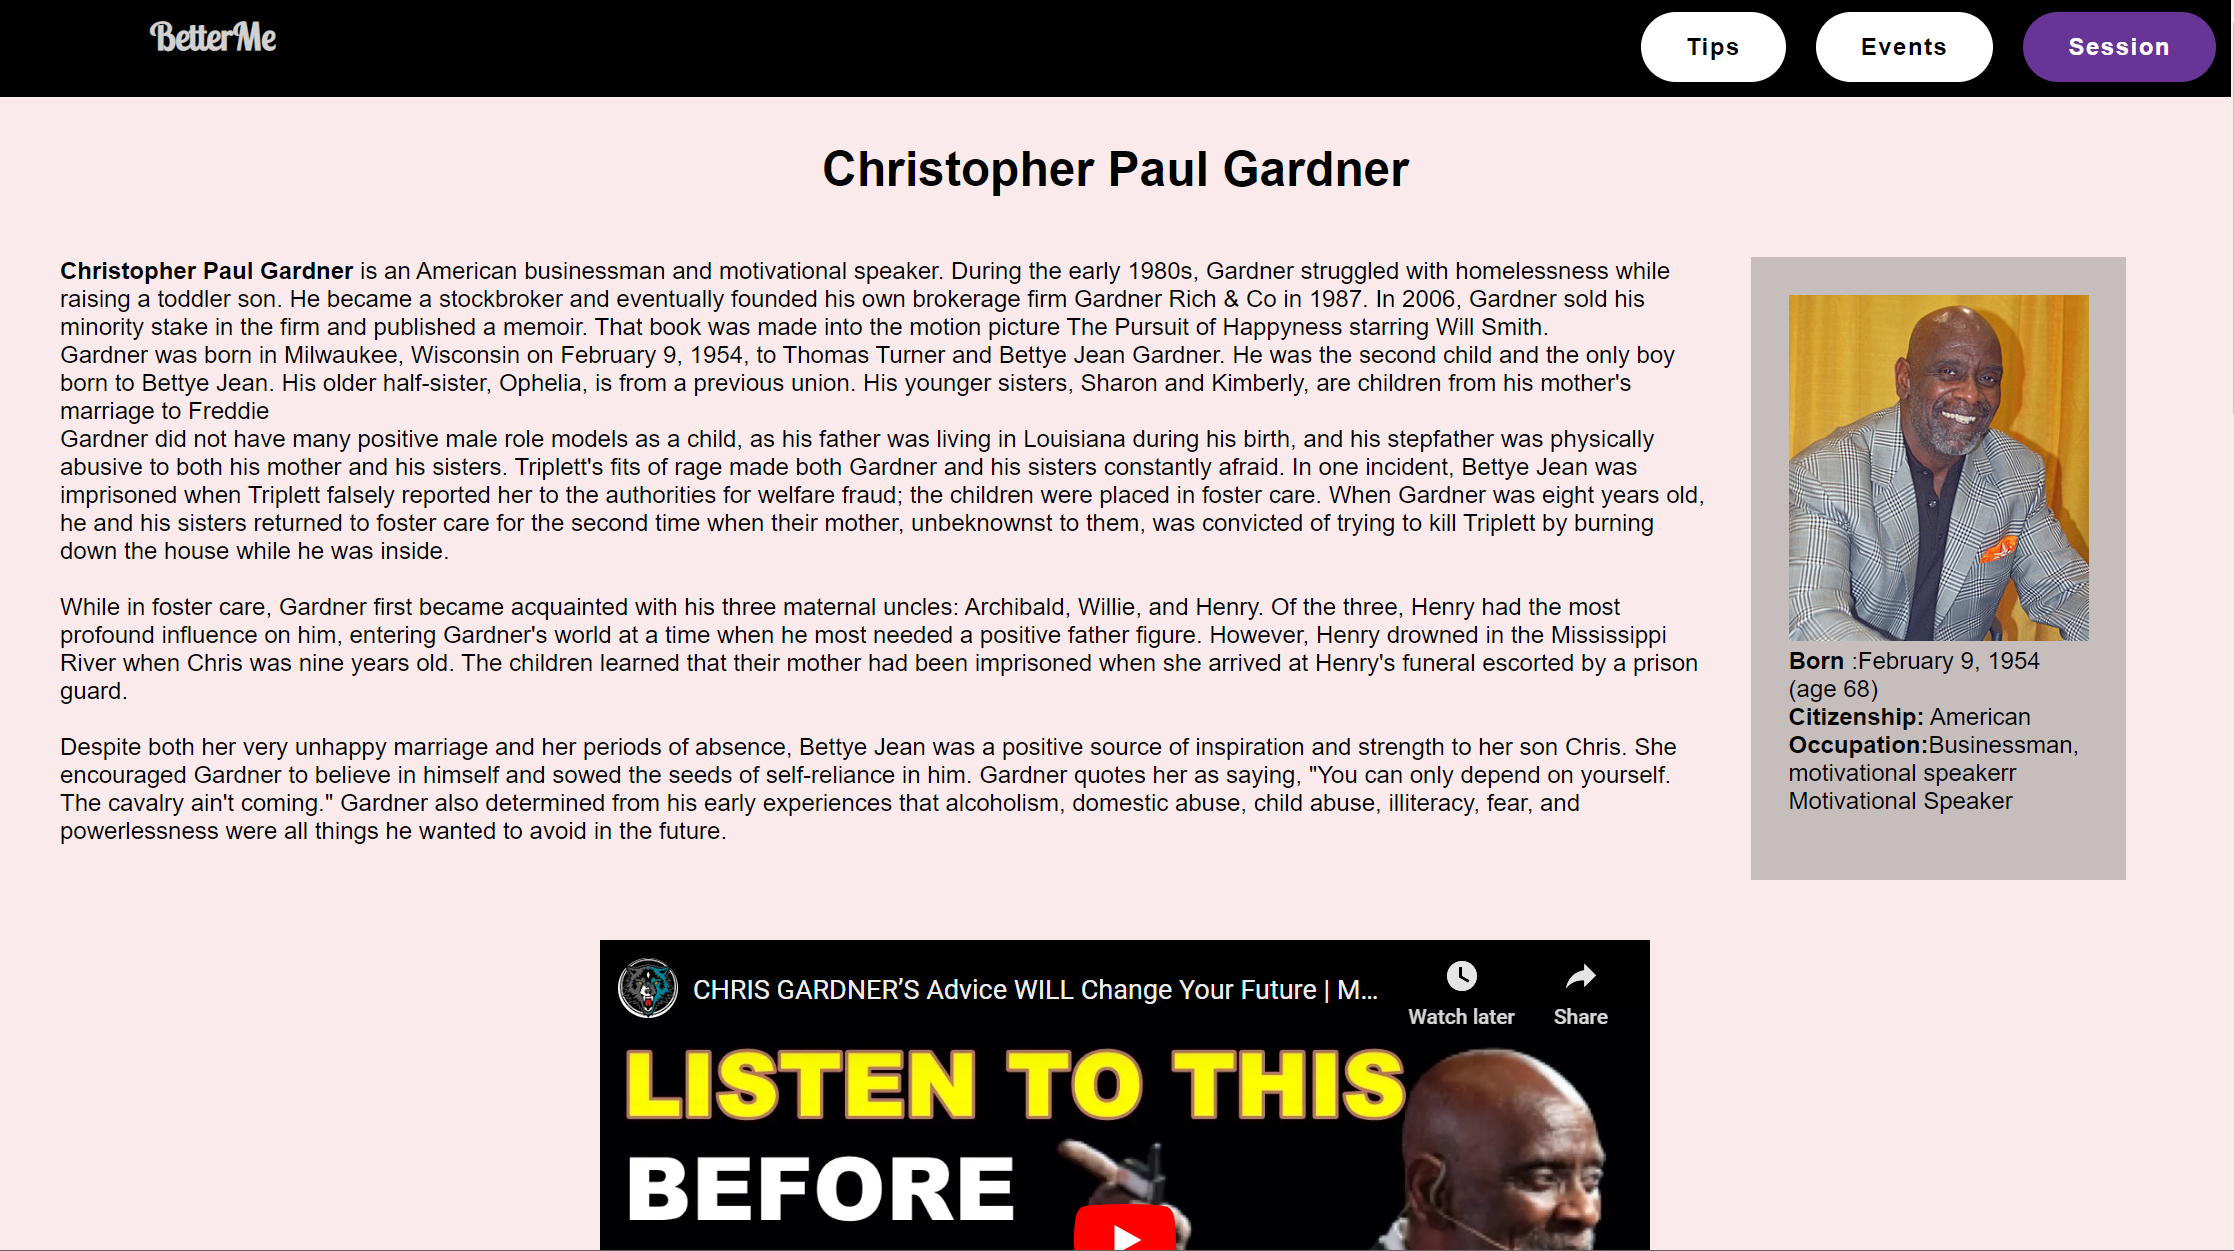 BetterMe
Tips
Events
Session
Christopher Paul Gardner
Christopher Paul Gardner is an American businessman and motivational speaker. During the early 1980s, Gardner struggled with homelessness while
raising a toddler son. He became a stockbroker and eventually founded his own brokerage firm Gardner Rich & Co in 1987. In 2006, Gardner sold his
minority stake in the firm and published a memoir. That book was made into the motion picture The Pursuit of Happyness starring Will Smith.
Gardner was born in Milwaukee, Wisconsin on February 9, 1954, to Thomas Turner and Bettye Jean Gardner. He was the second child and the only boy
born to Bettye Jean. His older half-sister, Ophelia, is from a previous union. His younger sisters, Sharon and Kimberly, are children from his mother's
marriage to Freddie
Gardner did not have many positive male role models as a child, as his father was living in Louisiana during his birth, and his stepfather was physically
abusive to both his mother and his sisters. Triplett's fits of rage made both Gardner and his sisters constantly afraid. In one incident, Bettye Jean was
imprisoned when Triplett falsely reported her to the authorities for welfare fraud; the children were placed in foster care. When Gardner was eight years old,
he and his sisters returned to foster care for the second time when their mother, unbeknownst to them, was convicted of trying to kill Triplett by burning
down the house while he was inside.
While in foster care, Gardner first became acquainted with his three maternal uncles: Archibald, Willie, and Henry. Of the three, Henry had the most
profound influence on him, entering Gardner's world at a time when he most needed a positive father figure. However, Henry drowned in the Mississippi
River when Chris was nine years old. The children learned that their mother had been imprisoned when she arrived at Henry's funeral escorted by a prison
guard.
Despite both her very unhappy marriage and her periods of absence, Bettye Jean was a positive source of inspiration and strength to her son Chris. She
encouraged Gardner to believe in himself and sowed the seeds of self-reliance in him. Gardner quotes her as saying, "You can only depend on yourself.
The cavalry ain't coming." Gardner also determined from his early experiences that alcoholism, domestic abuse, child abuse, illiteracy, fear, and
powerlessness were all things he wanted to avoid in the future.
Born :February 9, 1954
(age 68)
Citizenship: American
Occupation:Businessman,
motivational speakerr
Motivational Speaker
CHRIS GARDNER'S Advice WILL Change Your Future | M...
Watch later
Share
LISTEN TO THIS
BEFORE